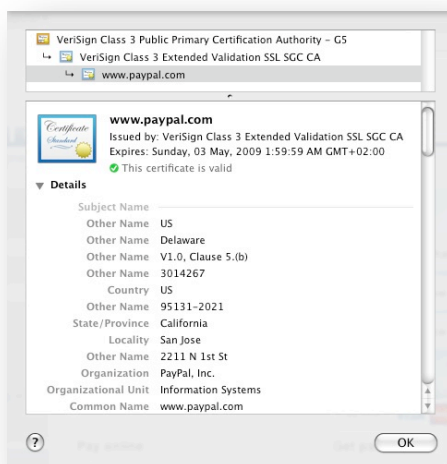 VeriSign Class 3 Public Primary Certification Authority – G5
VeriSign Class 3 Extended Validation SSL SGC CA
www.paypal.com
Certificate
Standard
www.paypal.com
Issued by: VeriSign Class 3 Extended Validation SSL SGC CA
Expires: Sunday, 03 May, 2009 1:59:59 AM GMT+02:00
This certificate is valid
Details
Subject Name
Other Name US
Other Name Delaware
Other Name V1.0, Clause 5.(b)
Other Name 3014267
Country US
Other Name 95131-2021
State/Province California
Locality San Jose
Other Name 2211 N 1st St
Organization PayPal, Inc.
Organizational Unit Information Systems
Common Name www.paypal.com
? OK
Pay online